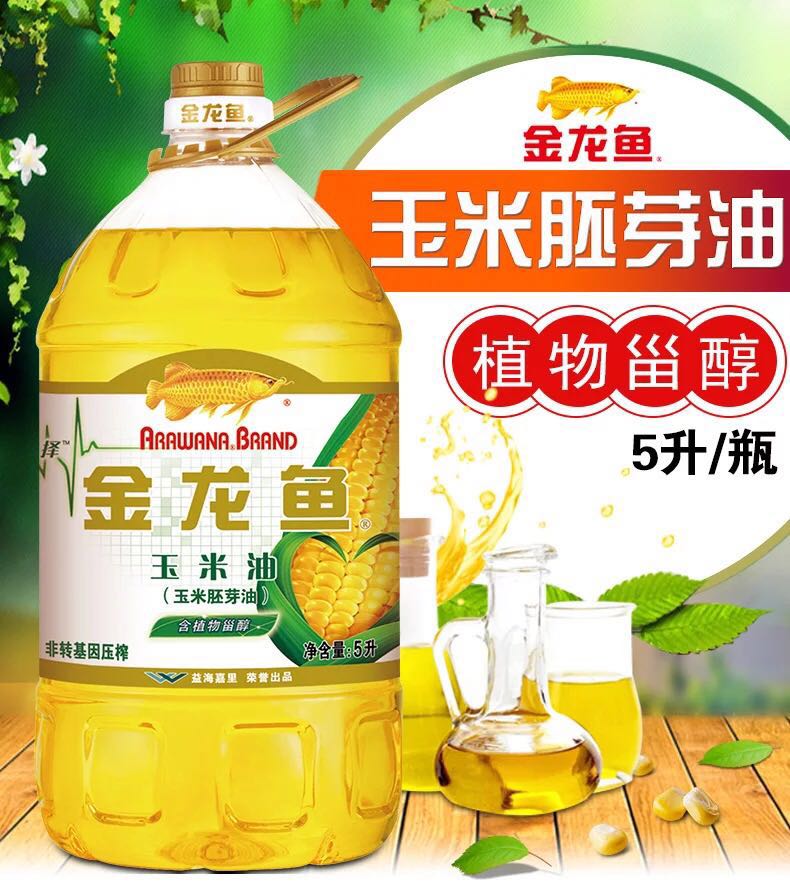 金龙鱼®
金龙鱼®
玉米胚芽油
植物甾醇
5升/瓶
®
择™
ARAWANA® BRAND
金龙鱼®
玉米油
(玉米胚芽油)
含植物甾醇
非转基因压榨
净含量:5升
益海嘉里 荣誉出品